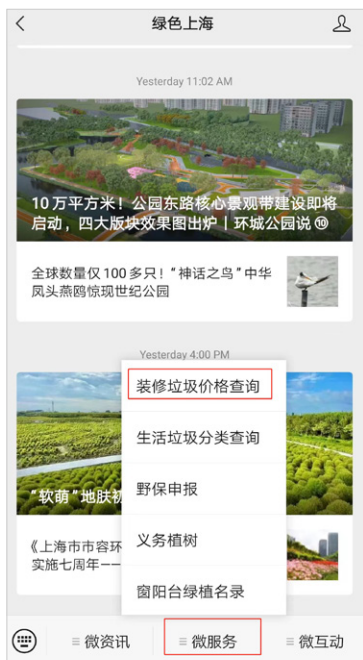 绿色上海
Yesterday 11:02 AM
10万平方米！公园东路核心景观带建设即将
启动，四大版块效果图出炉丨环城公园说⑩
全球数量仅100多只！“神话之鸟”中华
凤头燕鸥惊现世纪公园
Yesterday 4:00 PM
装修垃圾价格查询
生活垃圾分类查询
“软萌”地肤初
野保申报
《上海市市容环
实施七周年——
义务植树
窗阳台绿植名录
≡ 微资讯
≡ 微服务
≡ 微互动